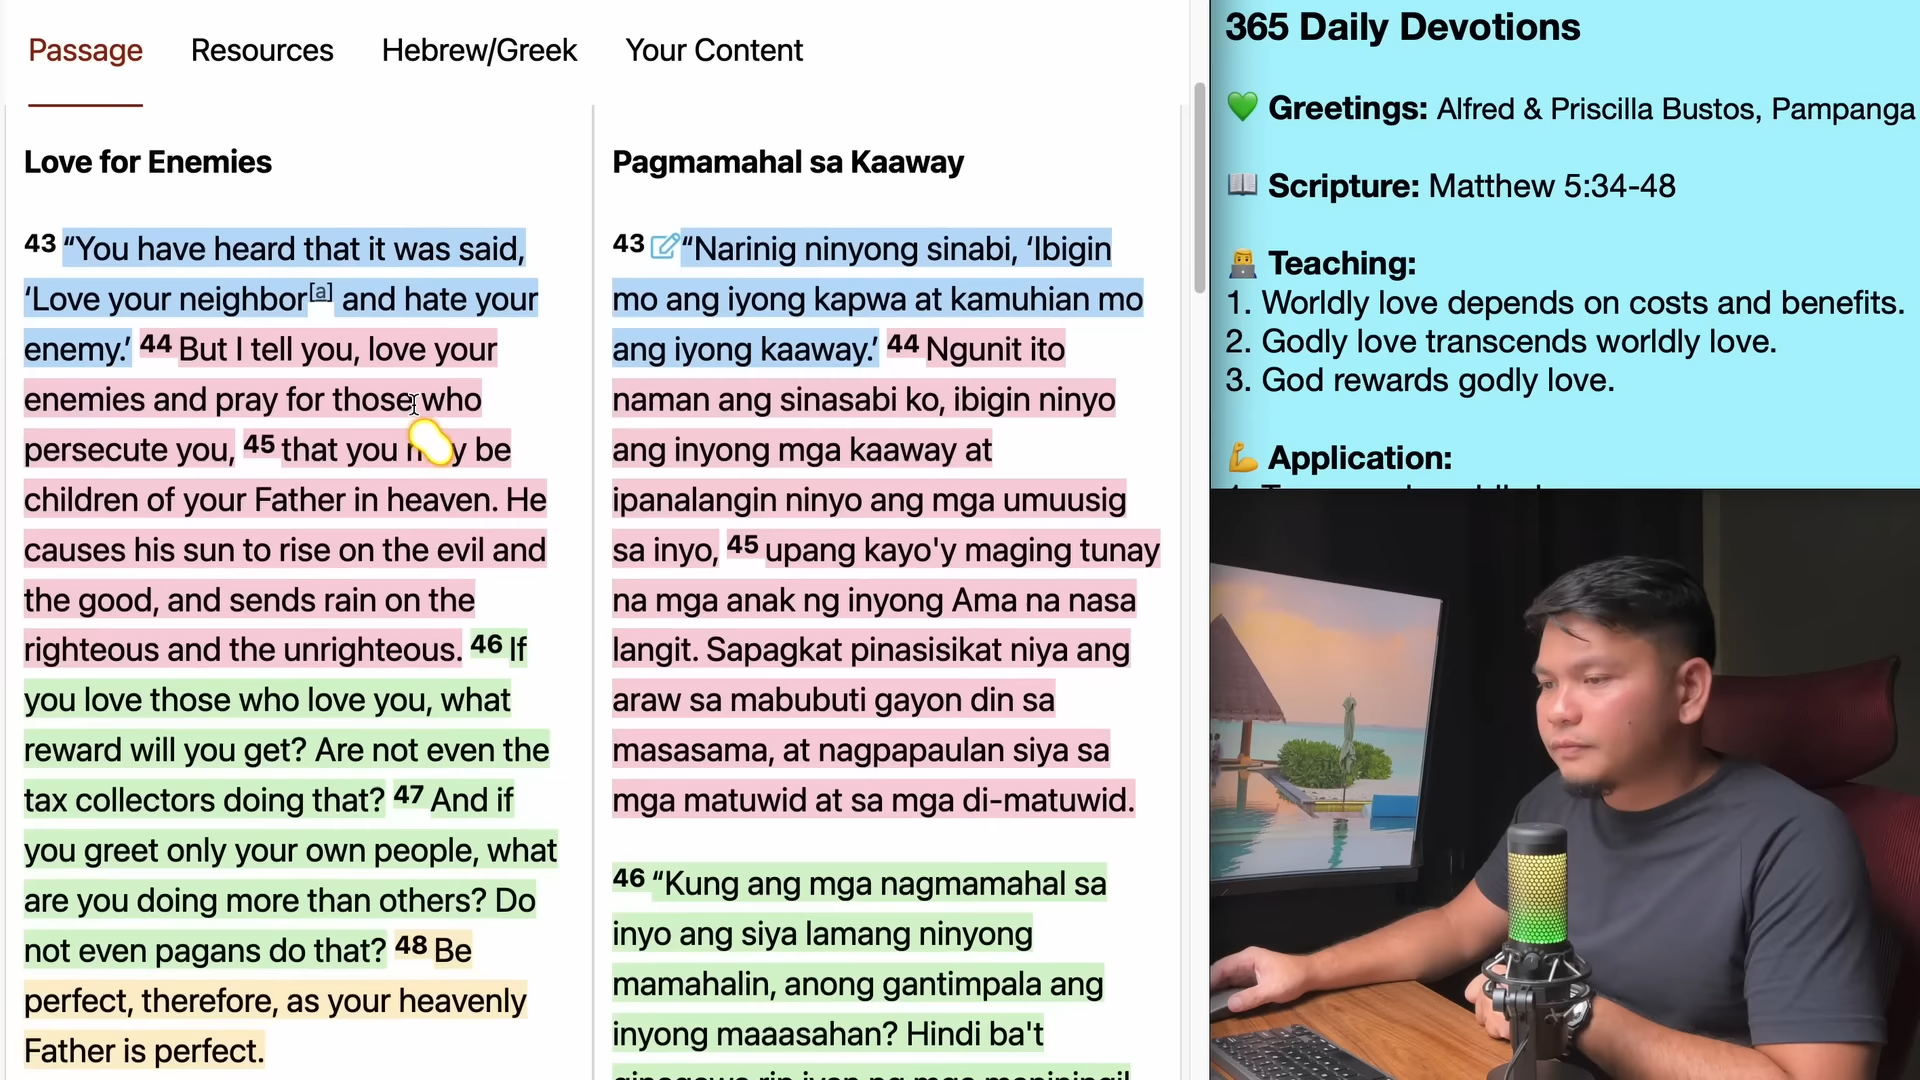 Passage Resources Hebrew/Greek Your Content
Love for Enemies
43 “You have heard that it was said,
‘Love your neighbor[a] and hate your
enemy.’ 44 But I tell you, love your
enemies and pray for those who
persecute you, 45 that you be
children of your Father in heaven. He
causes his sun to rise on the evil and
the good, and sends rain on the
righteous and the unrighteous. 46 If
you love those who love you, what
reward will you get? Are not even the
tax collectors doing that? 47 And if
you greet only your own people, what
are you doing more than others? Do
not even pagans do that? 48 Be
perfect, therefore, as your heavenly
Father is perfect.
Pagmamahal sa Kaaway
43 “Narinig ninyong sinabi, ‘Ibigin
mo ang iyong kapwa at kamuhian mo
ang iyong kaaway.’ 44 Ngunit ito
naman ang sinasabi ko, ibigin ninyo
ang inyong mga kaaway at
ipanalangin ninyo ang mga umuusig
sa inyo, 45 upang kayo'y maging tunay
na mga anak ng inyong Ama na nasa
langit. Sapagkat pinasisikat niya ang
araw sa mabubuti gayon din sa
masasama, at nagpapaulan siya sa
mga matuwid at sa mga di-matuwid.
46 “Kung ang mga nagmamahal sa
inyo ang siya lamang ninyong
mamahalin, anong gantimpala ang
inyong maaasahan? Hindi ba't
365 Daily Devotions
💚 Greetings: Alfred & Priscilla Bustos, Pampanga
📖 Scripture: Matthew 5:34-48
👨‍💻 Teaching:
1. Worldly love depends on costs and benefits.
2. Godly love transcends worldly love.
3. God rewards godly love.
💪 Application: